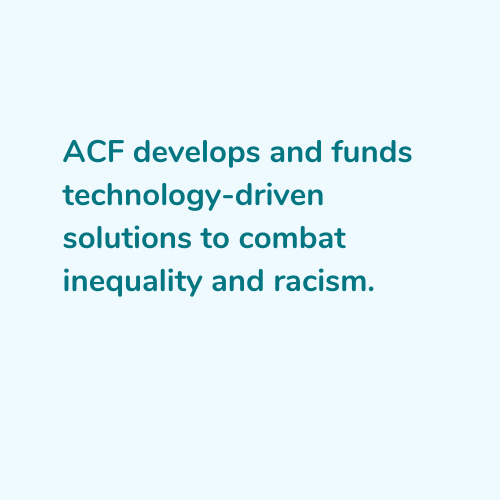 ACF develops and funds
technology-driven
solutions to combat
inequality and racism.